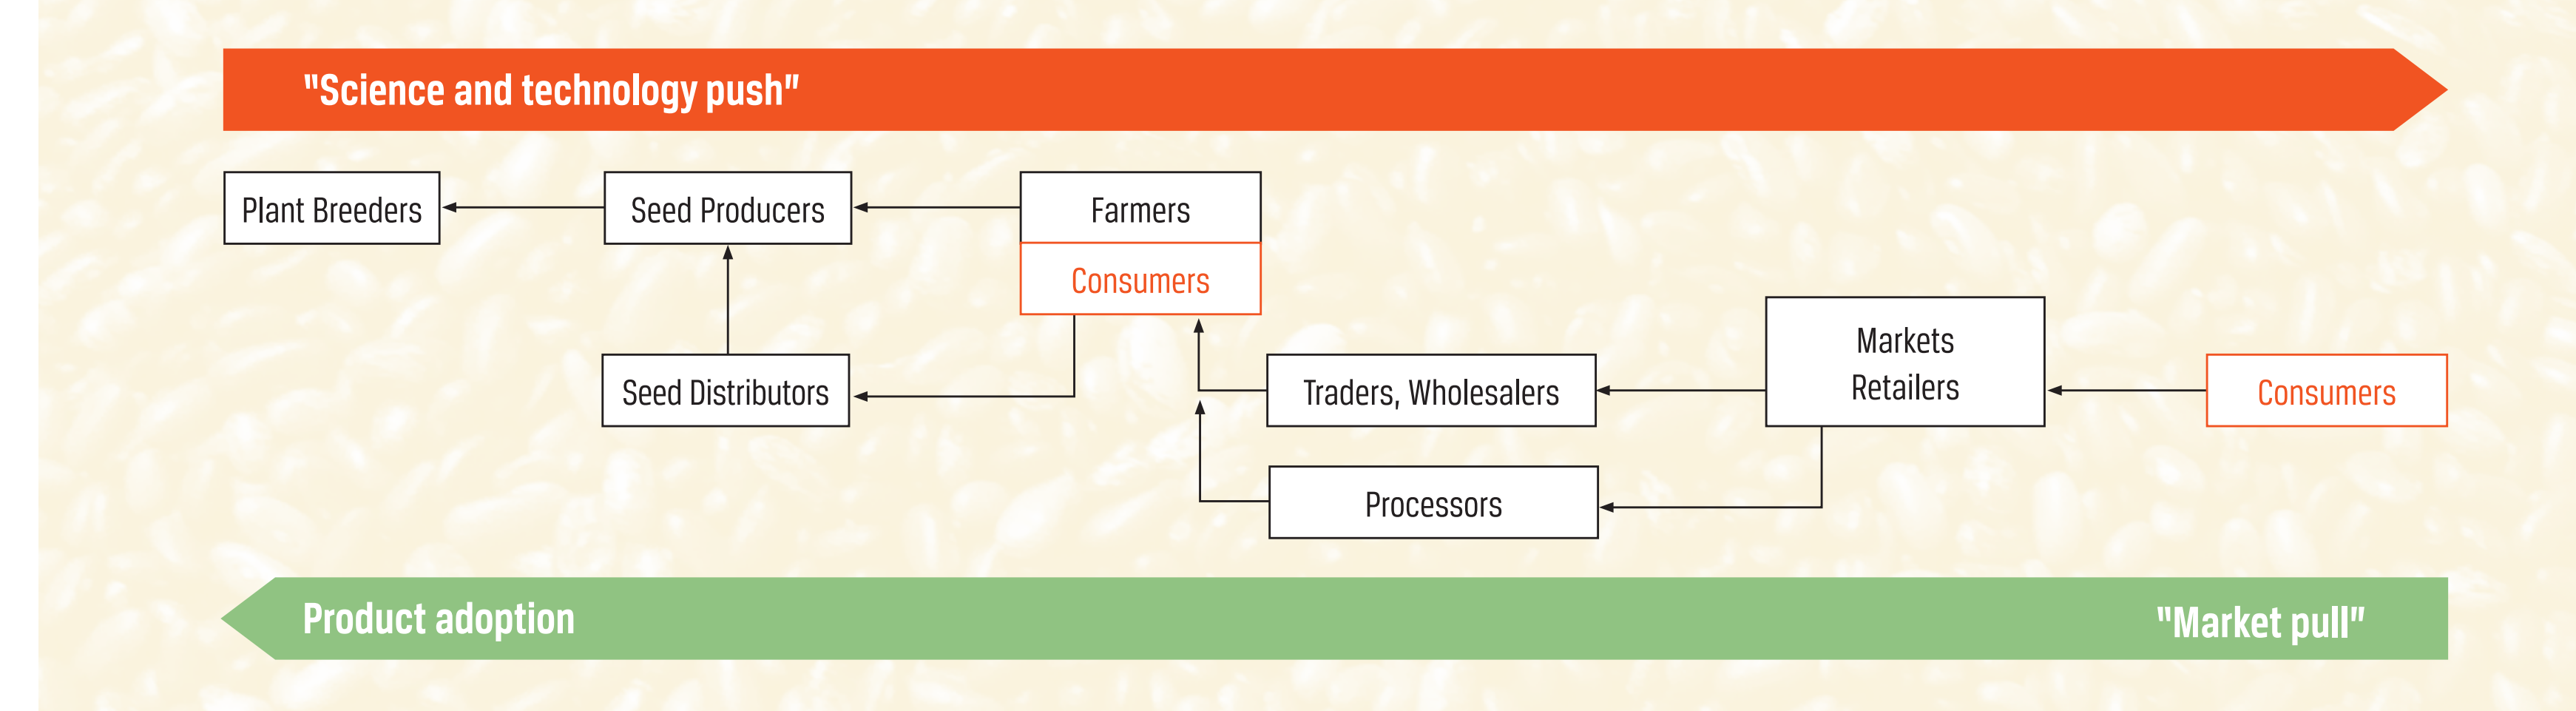 "Science and technology push"
Plant Breeders
Seed Producers
Farmers
Consumers
Seed Distributors
Traders, Wholesalers
Markets
Retailers
Consumers
Processors
Product adoption
"Market pull"